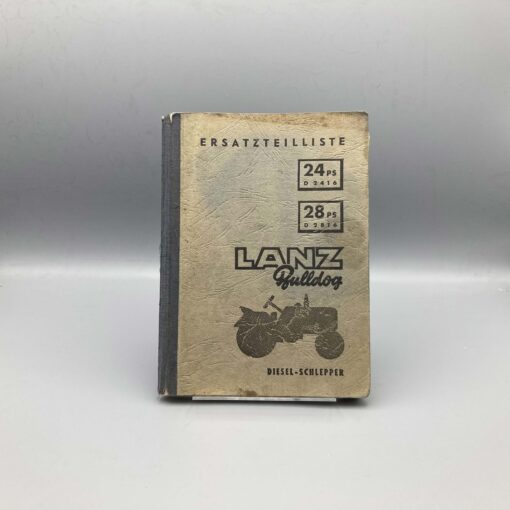 ERSATZTEILLISTE
24 PS
D 2416
28 PS
D 2816
LANZ
Bulldog
DIESEL-SCHLEPPER